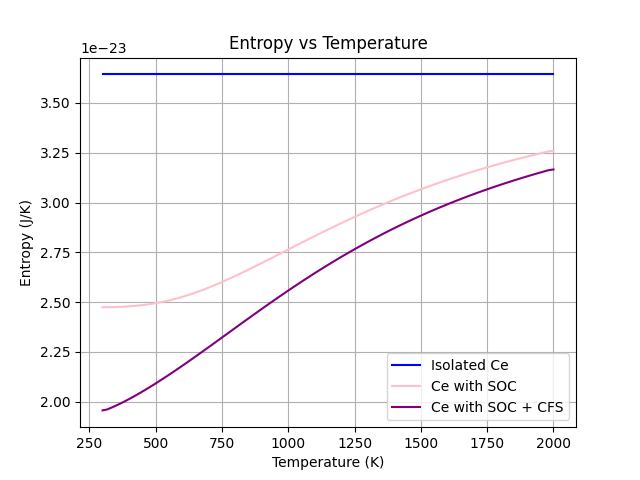 Entropy vs Temperature
1e−23
3.50
3.25
3.00
2.75
2.50
2.25
2.00
Entropy (J/K)
Isolated Ce
Ce with SOC
Ce with SOC + CFS
250 500 750 1000 1250 1500 1750 2000
Temperature (K)